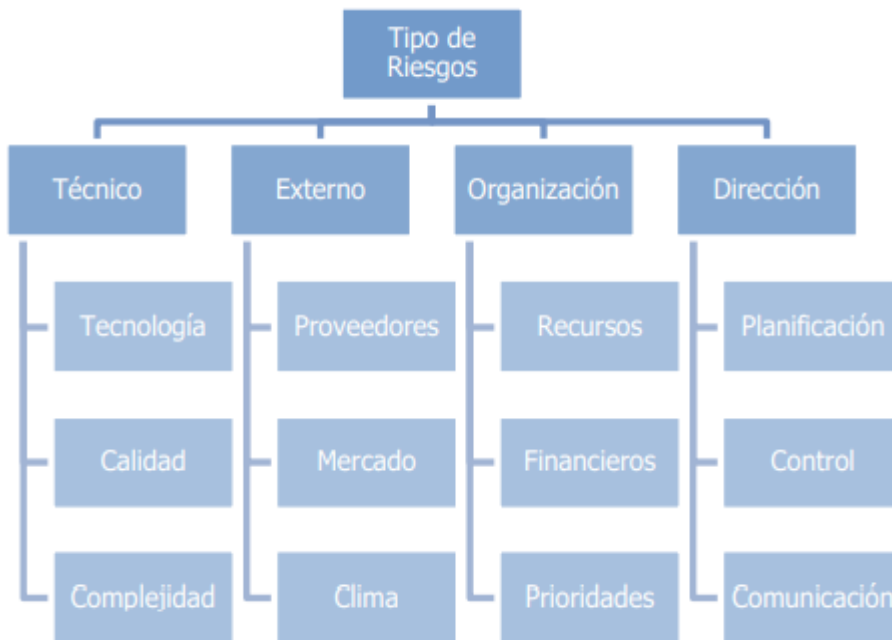 Tipo de
Riesgos
Técnico
Externo
Organización
Dirección
Tecnología
Proveedores
Recursos
Planificación
Calidad
Mercado
Financieros
Control
Complejidad
Clima
Prioridades
Comunicación